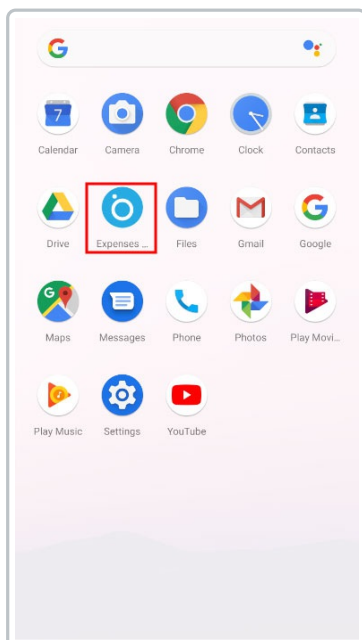 7
Calendar Camera Chrome Clock Contacts
Drive Expenses ... Files Gmail Google
Maps Messages Phone Photos Play Movi...
Play Music Settings YouTube